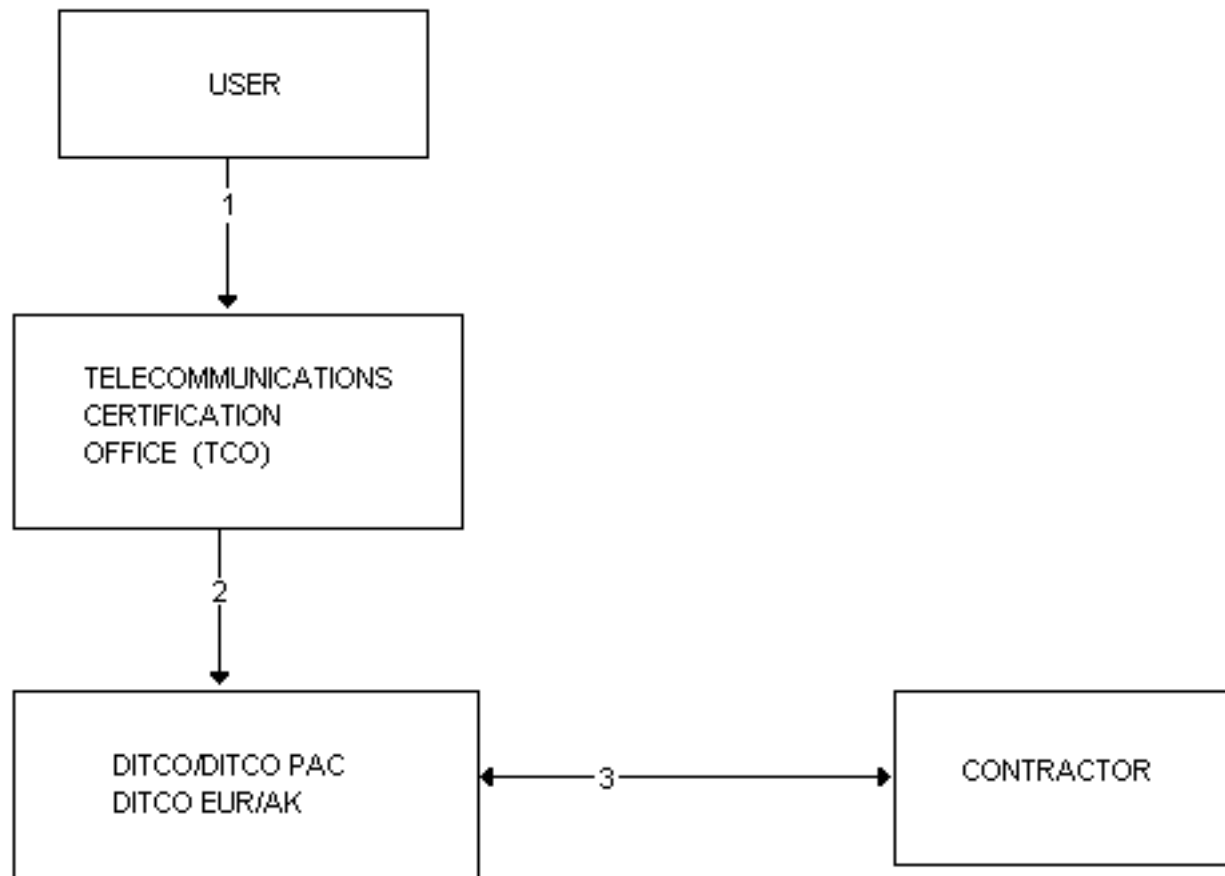 USER
1
TELECOMMUNICATIONS
CERTIFICATION
OFFICE (TCO)
2
DITCO/DITCO PAC
DITCO EUR/AK
3
CONTRACTOR